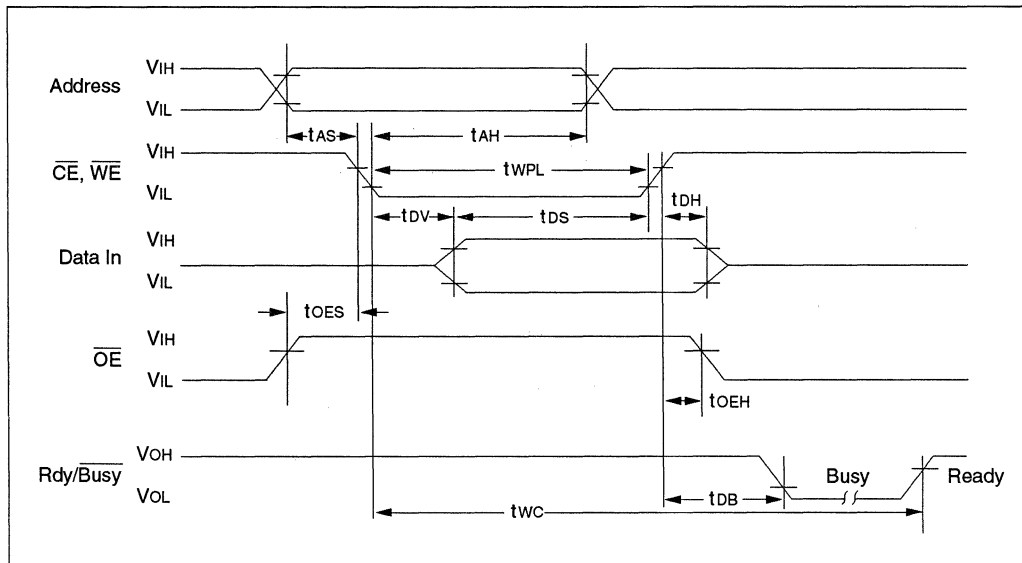 Address VIH
VIL
tAS tAH
CE, WE VIH
VIL
tWPL
tDV tDS tDH
Data In VIH
VIL
tOES
OE VIH
VIL
tOEH
Rdy/Busy VOH
VOL
Busy Ready
tDB
tWC